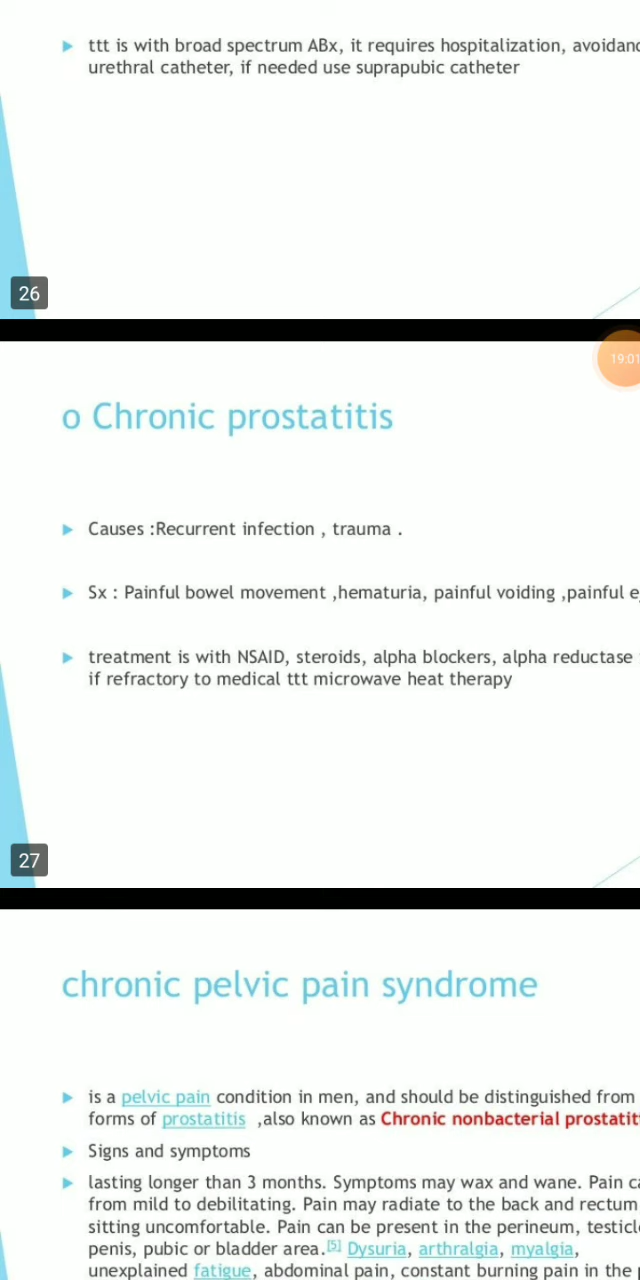 ttt is with broad spectrum ABx, it requires hospitalization,
urethral catheter, if needed use suprapubic catheter
26
19:01
o Chronic prostatitis
Causes :Recurrent infection , trauma .
Sx : Painful bowel movement ,hematuria, painful voiding ,painful
treatment is with NSAID, steroids, alpha blockers, alpha reductase
if refractory to medical ttt microwave heat therapy
27
chronic pelvic pain syndrome
is a pelvic pain condition in men, and should be distinguished from
forms of prostatitis ,also known as Chronic nonbacterial
Signs and symptoms
lasting longer than 3 months. Symptoms may wax and wane. Pain
from mild to debilitating. Pain may radiate to the back and rectum
sitting uncomfortable. Pain can be present in the perineum,
penis, pubic or bladder area.[5] Dysuria, arthralgia, myalgia,
unexplained fatigue, abdominal pain, constant burning pain in the